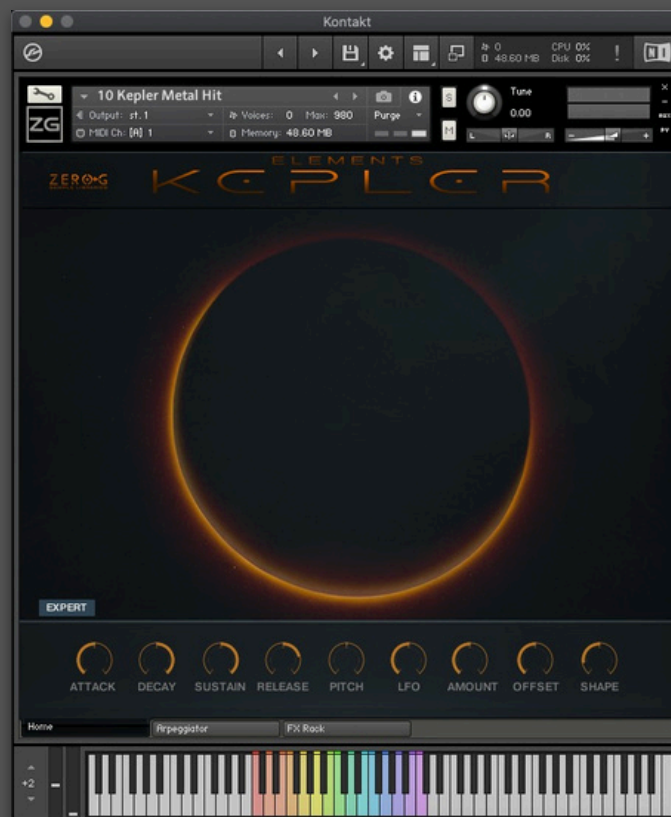 Kontakt
0 CPU 0%
48.60 MB Disk 0% ! NI
10 Kepler Metal Hit
Output: st.1 Voices: 0 Max: 980 Purge
MIDI Ch: [A] 1 Memory: 48.60 MB
ZG
S Tune
0.00
M L R - +
ELEMENTS
ZERO-G KEPLER
EXPERT
ATTACK DECAY SUSTAIN RELEASE PITCH LFO AMOUNT OFFSET SHAPE
Home Arpeggiator FX Rack
+2